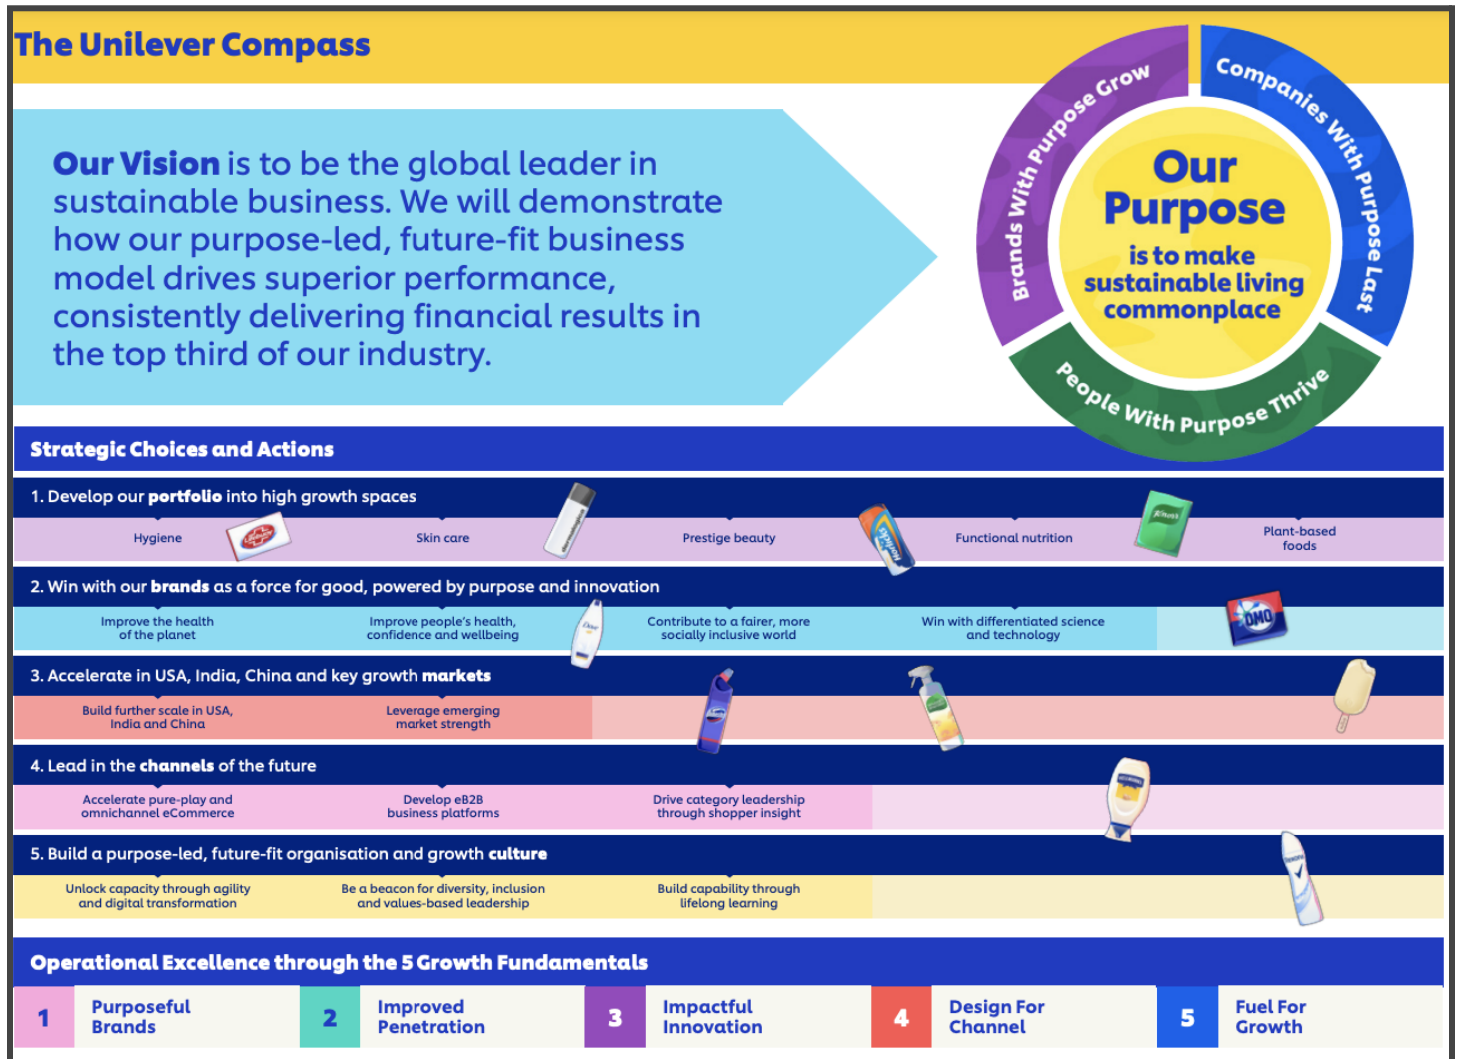 The Unilever Compass
Our Vision is to be the global leader in
sustainable business. We will demonstrate
how our purpose-led, future-fit business
model drives superior performance,
consistently delivering financial results in
the top third of our industry.
Brands With Purpose Grow
Companies With Purpose Last
People With Purpose Thrive
Our
Purpose
is to make
sustainable living
commonplace
Strategic Choices and Actions
1. Develop our portfolio into high growth spaces
Hygiene
Skin care
dermalogica
Prestige beauty
Horlicks
Functional nutrition
Knorr
Plant-based
foods
2. Win with our brands as a force for good, powered by purpose and innovation
Improve the health
of the planet
Improve people's health,
confidence and wellbeing
Dove
Contribute to a fairer, more
socially inclusive world
Win with differentiated science
and technology
OMO
3. Accelerate in USA, India, China and key growth markets
Build further scale in USA,
India and China
Leverage emerging
market strength
4. Lead in the channels of the future
Accelerate pure-play and
omnichannel eCommerce
Develop eB2B
business platforms
Drive category leadership
through shopper insight
5. Build a purpose-led, future-fit organisation and growth culture
Unlock capacity through agility
and digital transformation
Be a beacon for diversity, inclusion
and values-based leadership
Build capability through
lifelong learning
Rexona
Operational Excellence through the 5 Growth Fundamentals
1
Purposeful
Brands
2
Improved
Penetration
3
Impactful
Innovation
4
Design For
Channel
5
Fuel For
Growth